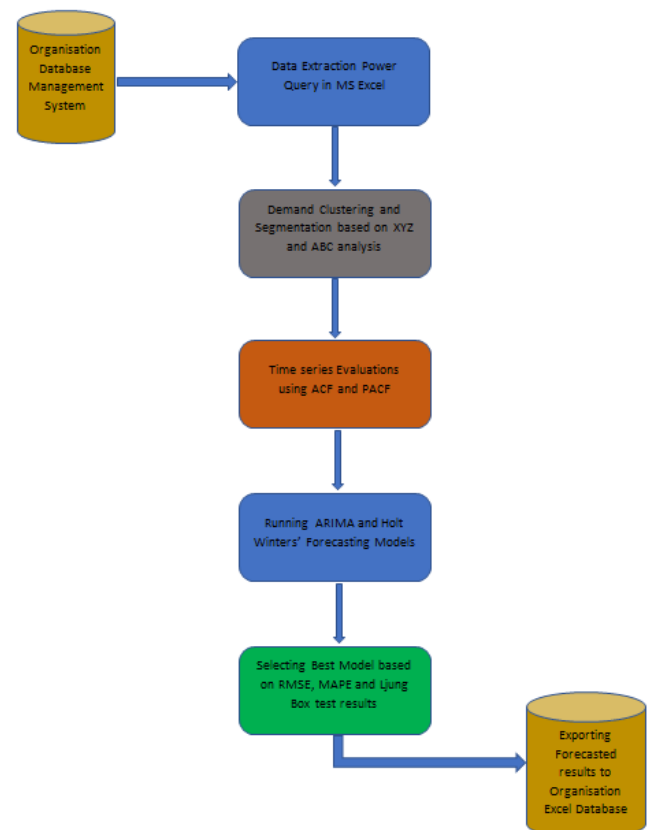 Organisation
Database
Management
System
Data Extraction Power
Query in MS Excel
Demand Clustering and
Segmentation based on XYZ
and ABC analysis
Time series Evaluations
using ACF and PACF
Running ARIMA and Holt
Winters' Forecasting Models
Selecting Best Model based
on RMSE, MAPE and Ljung
Box test results
Exporting
Forecasted
results to
Organisation
Excel Database